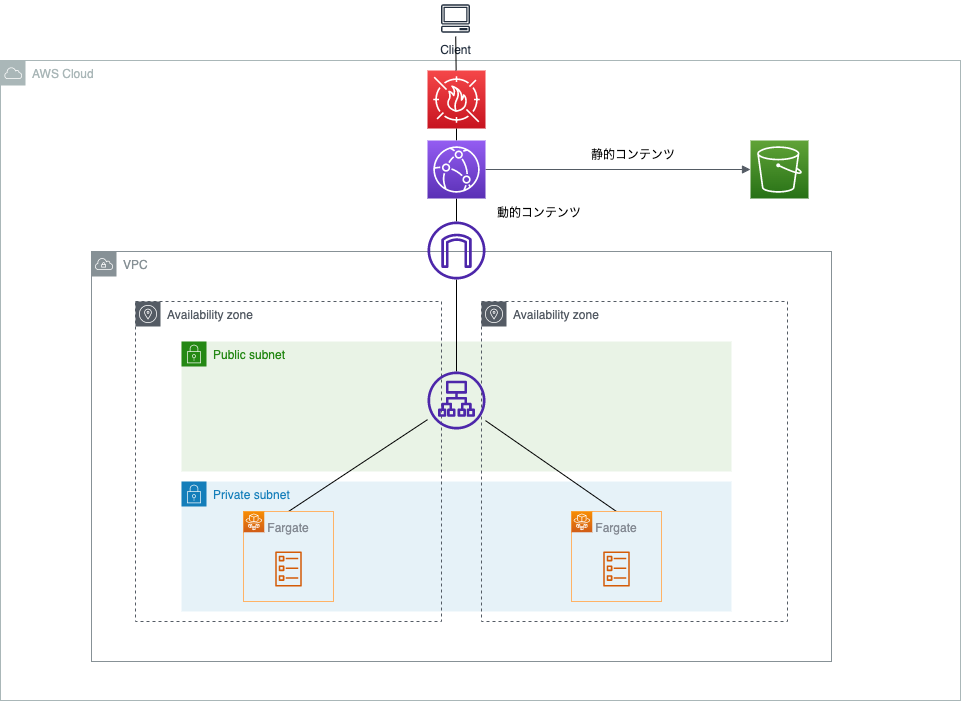 Client
AWS Cloud
静的コンテンツ
動的コンテンツ
VPC
Availability zone
Availability zone
Public subnet
Private subnet
Fargate
Fargate